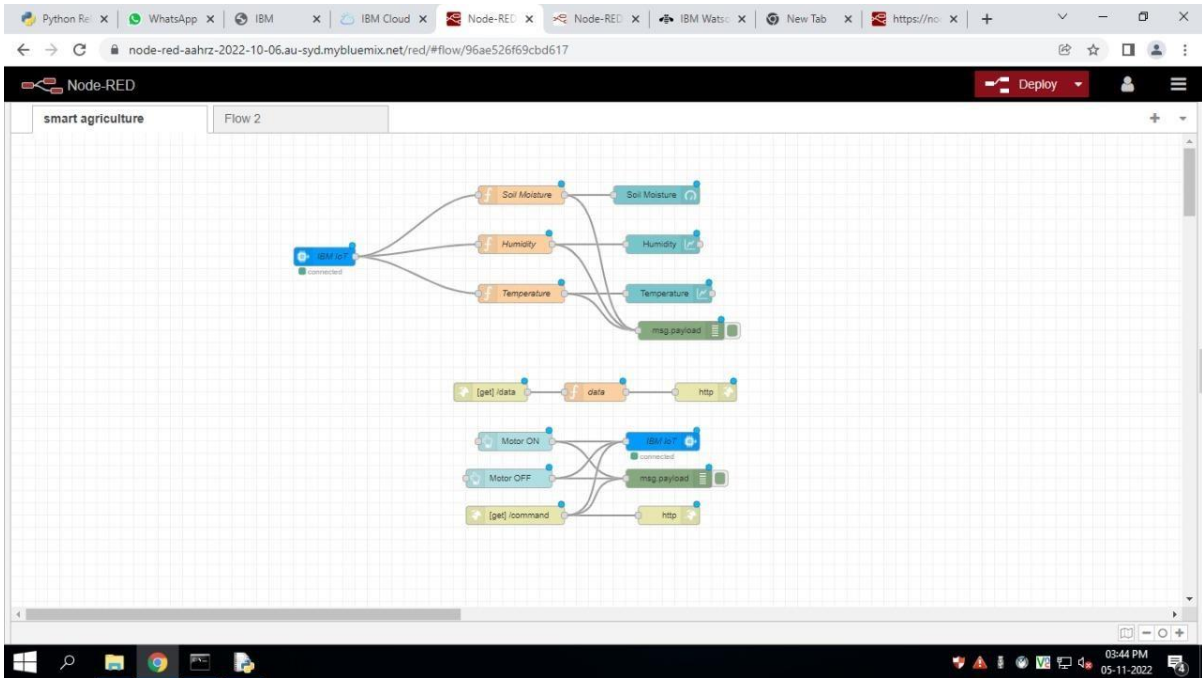 Python Rel
WhatsApp
IBM
IBM Cloud
Node-RED
Node-RED
IBM Watso
New Tab
https://no
node-red-aahrz-2022-10-06.au-syd.mybluemix.net/red/#flow/96ae526f69cbd617
Node-RED
Deploy
smart agriculture
Flow 2
Soil Moisture
Soil Moisture
Humidity
Humidity
IBM IoT
connected
Temperature
Temperature
msg.payload
[get] /data
data
http
Motor ON
IBM IoT
connected
Motor OFF
msg.payload
[get] /command
http
03:44 PM
05-11-2022
4